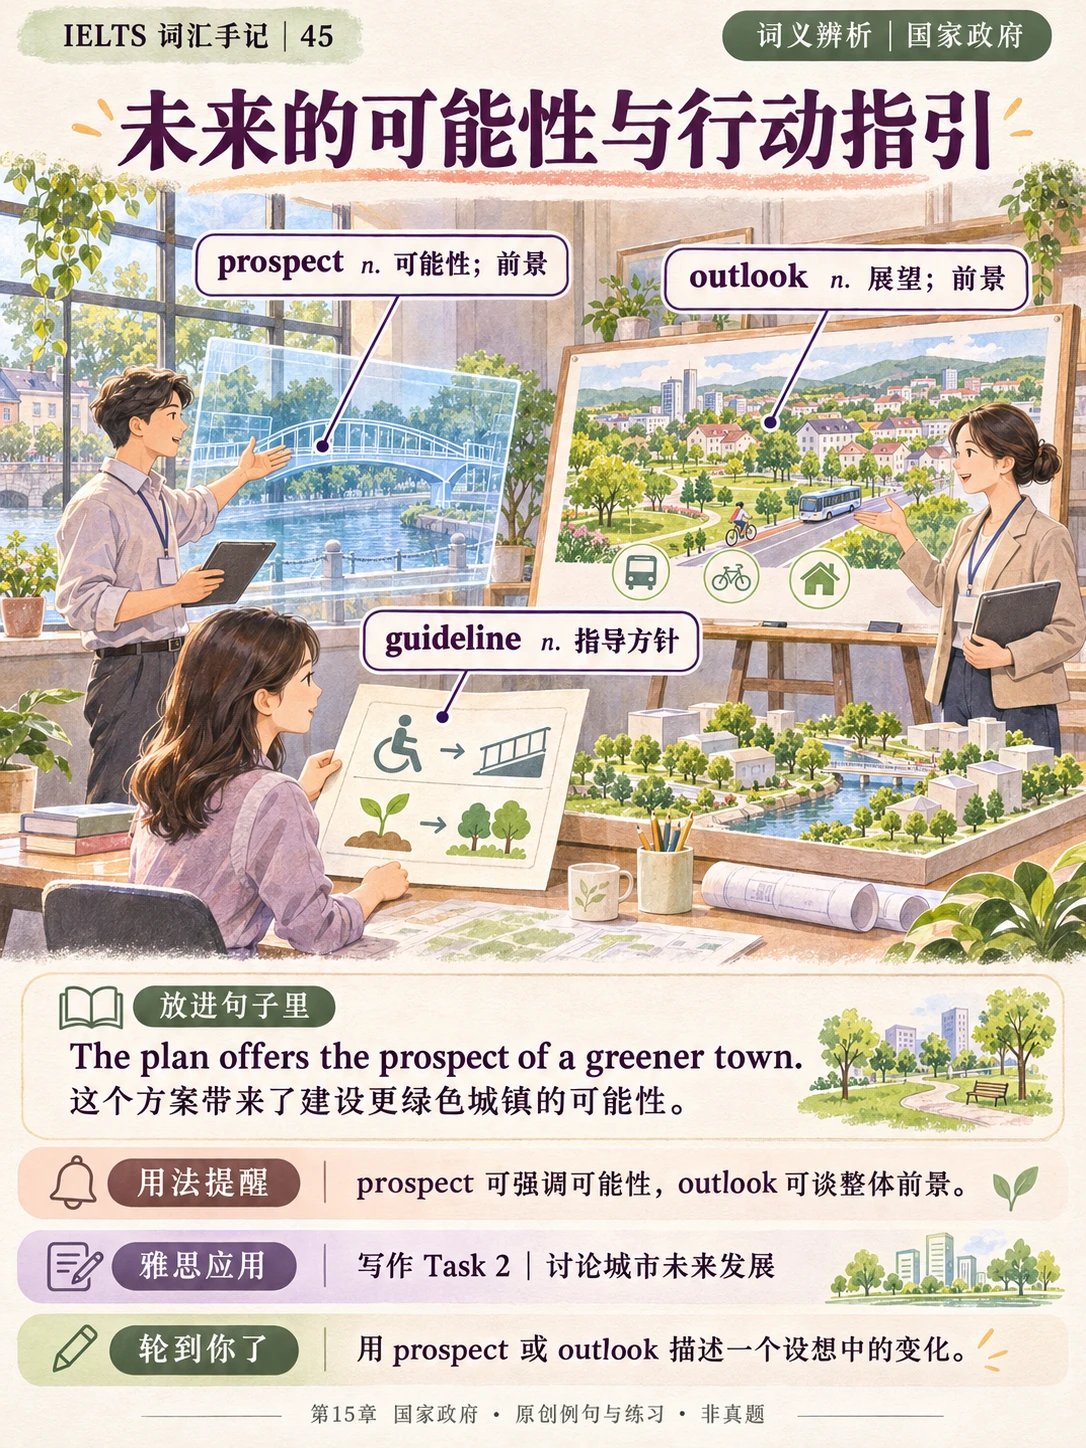 IELTS 词汇手记｜45
词义辨析｜国家政府
未来的可能性与行动指引
prospect n. 可能性；前景
outlook n. 展望；前景
guideline n. 指导方针
放进句子里
The plan offers the prospect of a greener town.
这个方案带来了建设更绿色城镇的可能性。
用法提醒
prospect 可强调可能性，outlook 可谈整体前景。
雅思应用
写作 Task 2｜讨论城市未来发展
轮到你了
用 prospect 或 outlook 描述一个设想中的变化。
第15章 国家政府 • 原创例句与练习 • 非真题